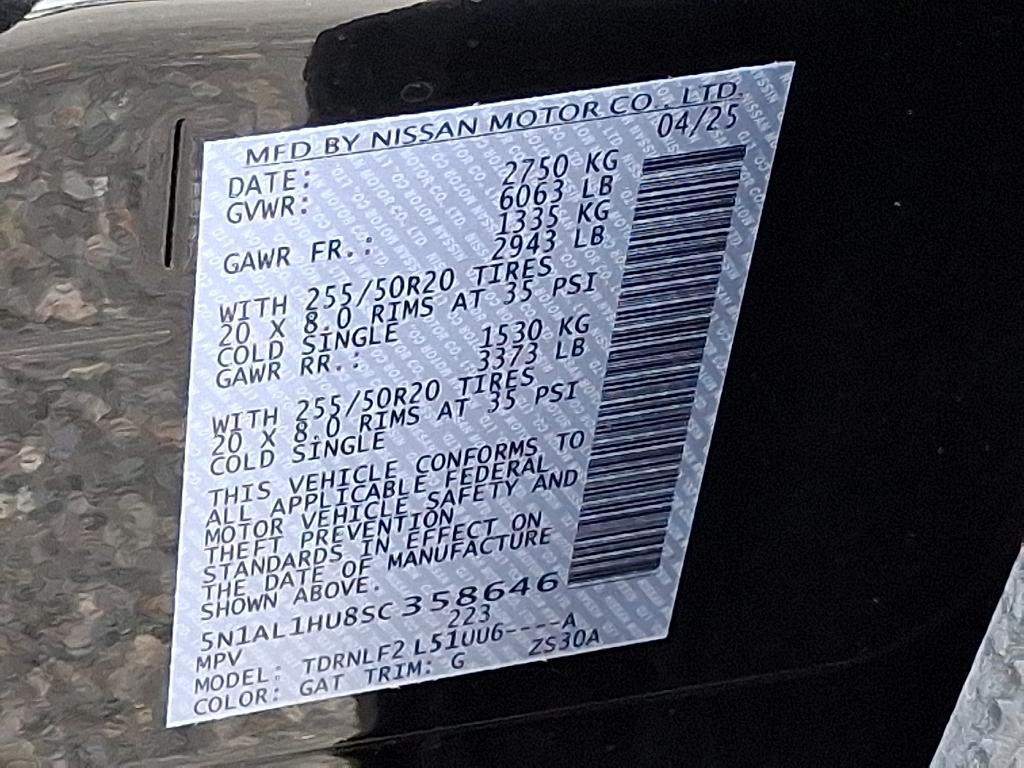 MFD BY NISSAN MOTOR CO., LTD.
DATE: 04/25
GVWR: 2750 KG
6063 LB
GAWR FR.: 1335 KG
2943 LB
WITH 255/50R20 TIRES
20 X 8.0 RIMS AT 35 PSI
COLD SINGLE
GAWR RR.: 1530 KG
3373 LB
WITH 255/50R20 TIRES
20 X 8.0 RIMS AT 35 PSI
COLD SINGLE
THIS VEHICLE CONFORMS TO
ALL APPLICABLE FEDERAL
MOTOR VEHICLE SAFETY AND
THEFT PREVENTION
STANDARDS IN EFFECT ON
THE DATE OF MANUFACTURE
SHOWN ABOVE.
5N1AL1HU8SC358646
MPV 223
MODEL: TDRNLF2 L51UU6----A
COLOR: GAT TRIM: G ZS30A